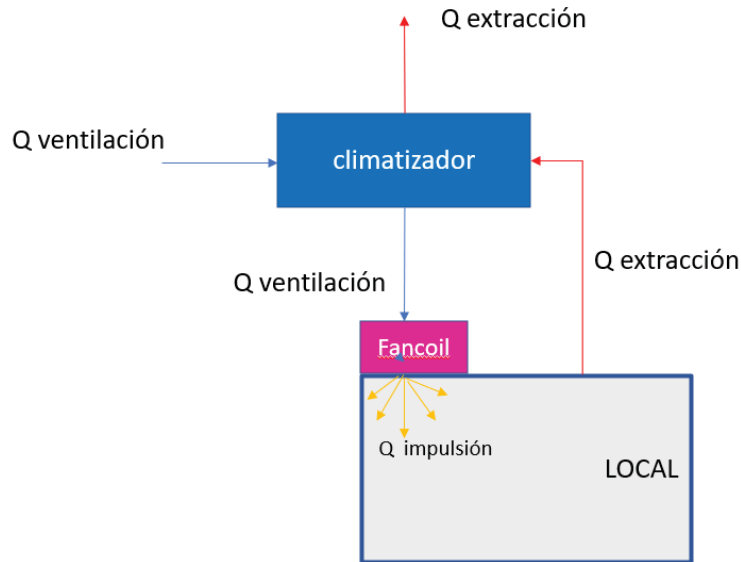 Q extracción
Q ventilación
climatizador
Q extracción
Q ventilación
Fancoil
Q impulsión
LOCAL